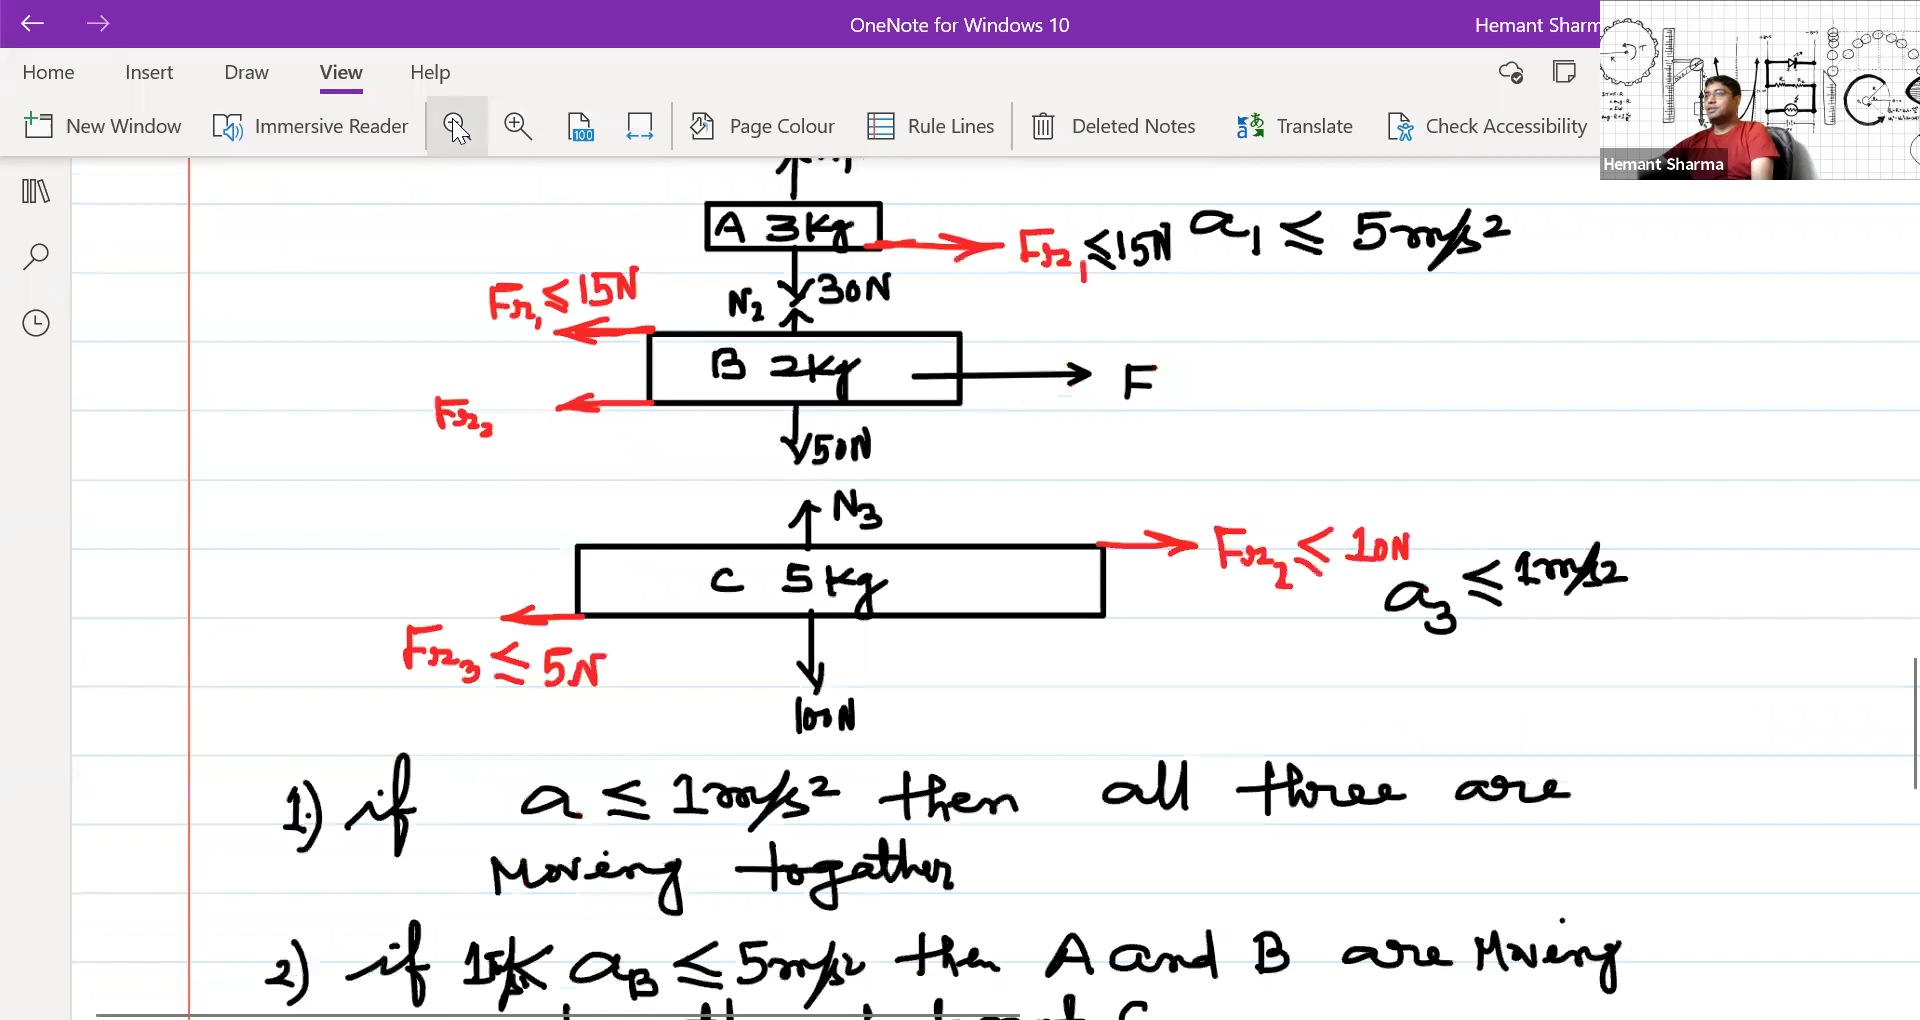 OneNote for Windows 10
Hemant Sharm
Home Insert Draw View Help
New Window Immersive Reader 100 Page Colour Rule Lines Deleted Notes Translate Check Accessibility
Hemant Sharma
A 3kg
Fr₁ ≤15N a₁ ≤ 5m/s²
30N
Fr₁ ≤ 15N
N₂
B 2kg
F
Fr₂
50N
N₃
Fr₂ ≤ 10N
C 5kg
a₃ ≤ 1m/s²
Fr₃ ≤ 5N
100N
1.) if a ≤ 1m/s² then all three are
Moving togather
2) if 1 < aB ≤ 5m/s² then A and B are Moving